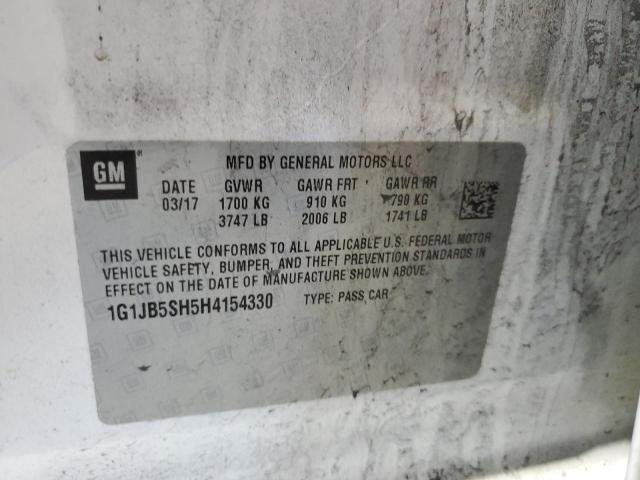 GM
MFD BY GENERAL MOTORS LLC
DATE GVWR GAWR FRT GAWR RR
03/17 1700 KG 910 KG 790 KG
3747 LB 2006 LB 1741 LB
THIS VEHICLE CONFORMS TO ALL APPLICABLE U.S. FEDERAL MOTOR
VEHICLE SAFETY, BUMPER, AND THEFT PREVENTION STANDARDS IN
EFFECT ON THE DATE OF MANUFACTURE SHOWN ABOVE.
1G1JB5SH5H4154330 TYPE: PASS CAR